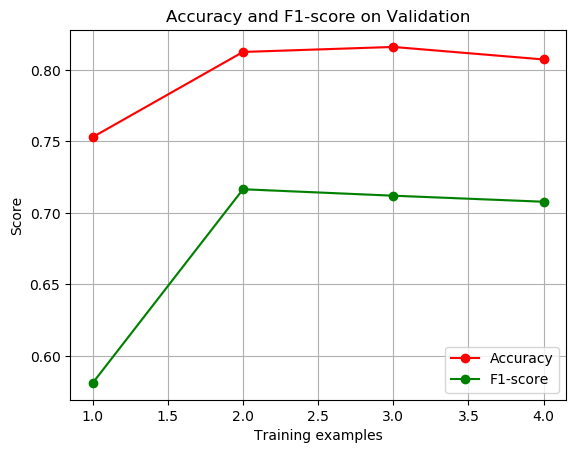 Accuracy and F1-score on Validation
0.80
0.75
0.70
0.65
0.60
Score
Accuracy
F1-score
1.0 1.5 2.0 2.5 3.0 3.5 4.0
Training examples